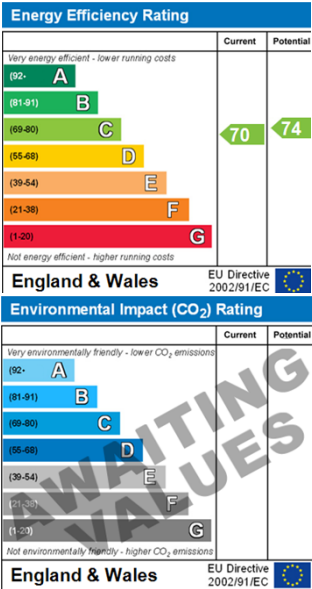 Energy Efficiency Rating
Current Potential
Very energy efficient - lower running costs
(92- A
(81-91) B
(69-80) C
70 74
(55-68) D
(39-54) E
(21-38) F
(1-20) G
Not energy efficient - higher running costs
England & Wales
EU Directive
2002/91/EC
Environmental Impact (CO2) Rating
Current Potential
Very environmentally friendly - lower CO2 emissions
(92- A
(81-91) B
(69-80) C
(55-68) D
(39-54) E
(21-38) F
(1-20) G
AWAITING
VALUES
Not environmentally friendly - higher CO2 emissions
England & Wales
EU Directive
2002/91/EC